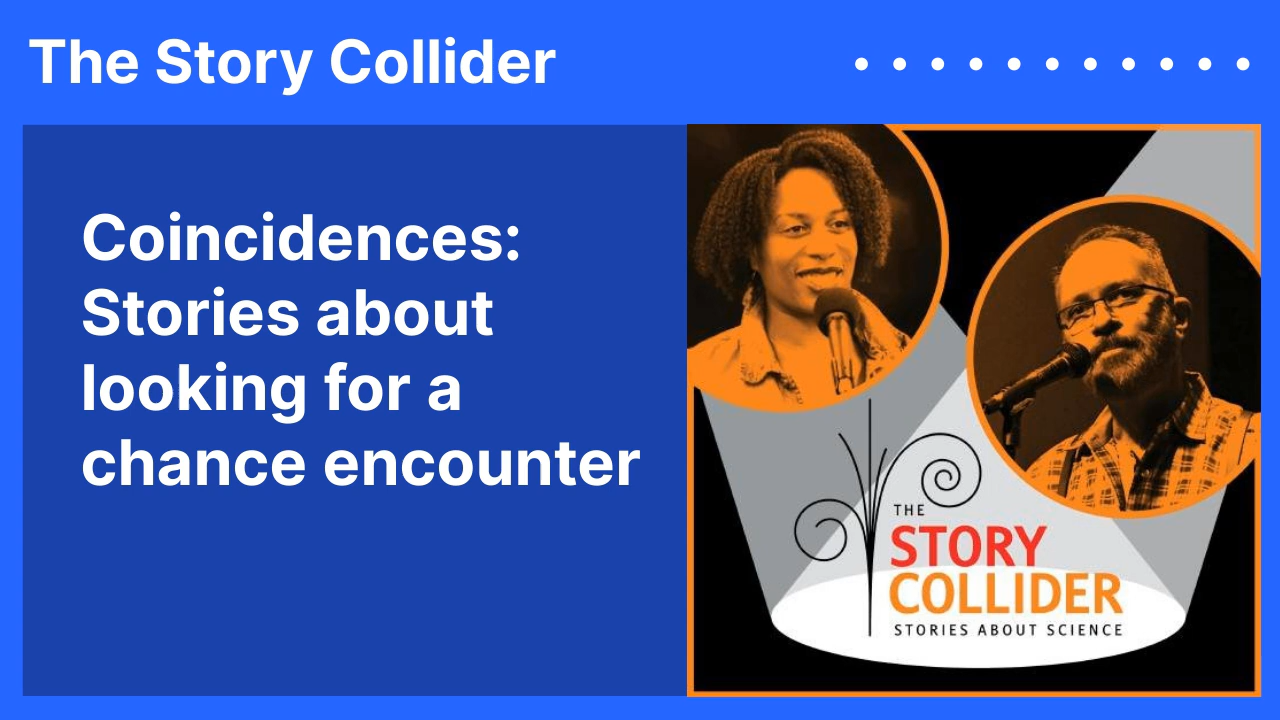 The Story Collider
Coincidences:
Stories about
looking for a
chance encounter
THE
STORY
COLLIDER
STORIES ABOUT SCIENCE